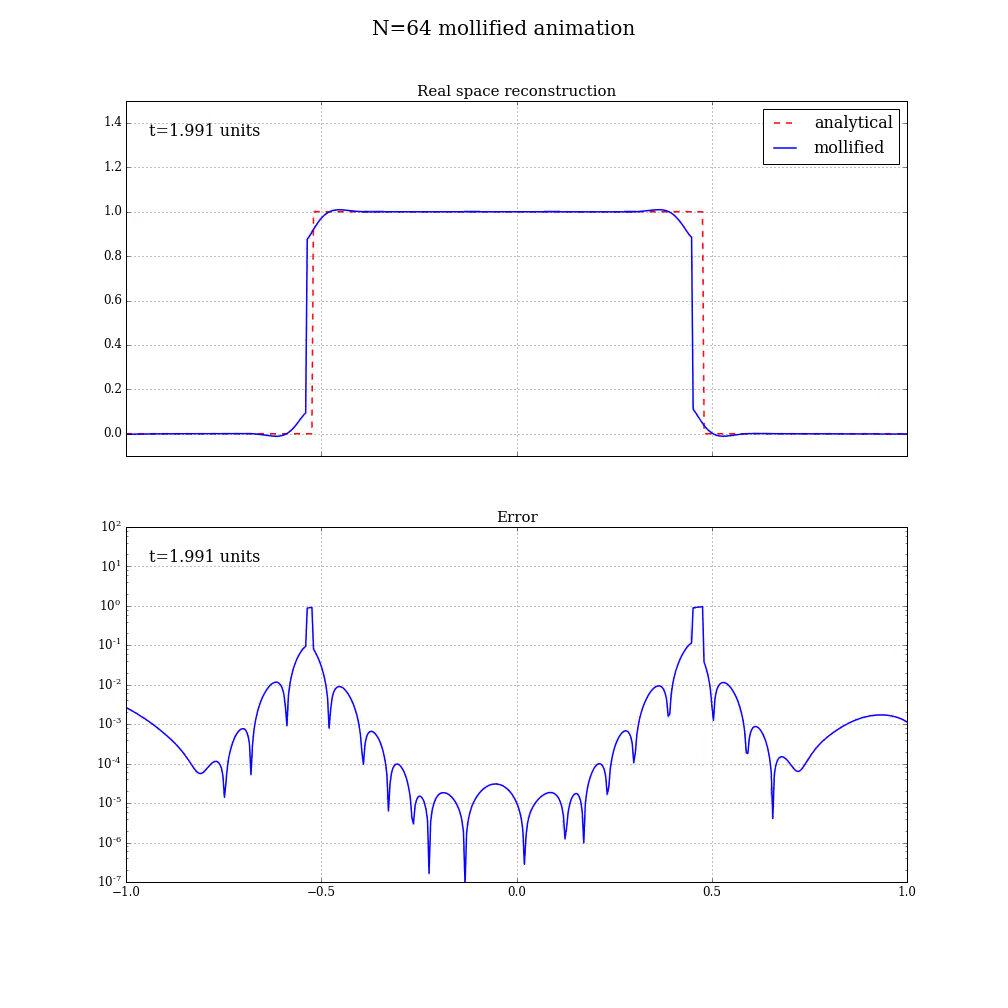 N=64 mollified animation
Real space reconstruction
t=1.991 units
analytical
mollified
1.4
1.2
1.0
0.8
0.6
0.4
0.2
0.0
Error
t=1.991 units
10²
10¹
10⁰
10⁻¹
10⁻²
10⁻³
10⁻⁴
10⁻⁵
10⁻⁶
10⁻⁷
−1.0 −0.5 0.0 0.5 1.0